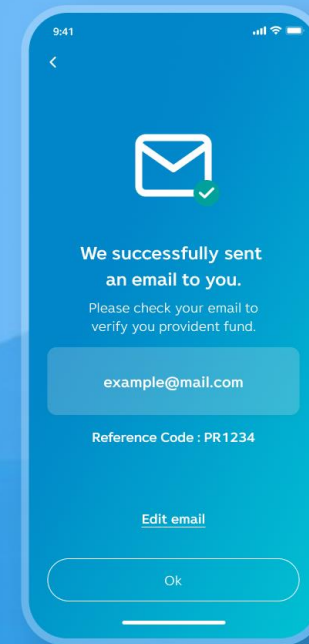 9:41
We successfully sent
an email to you.
Please check your email to
verify you provident fund.
example@mail.com
Reference Code : PR1234
Edit email
Ok